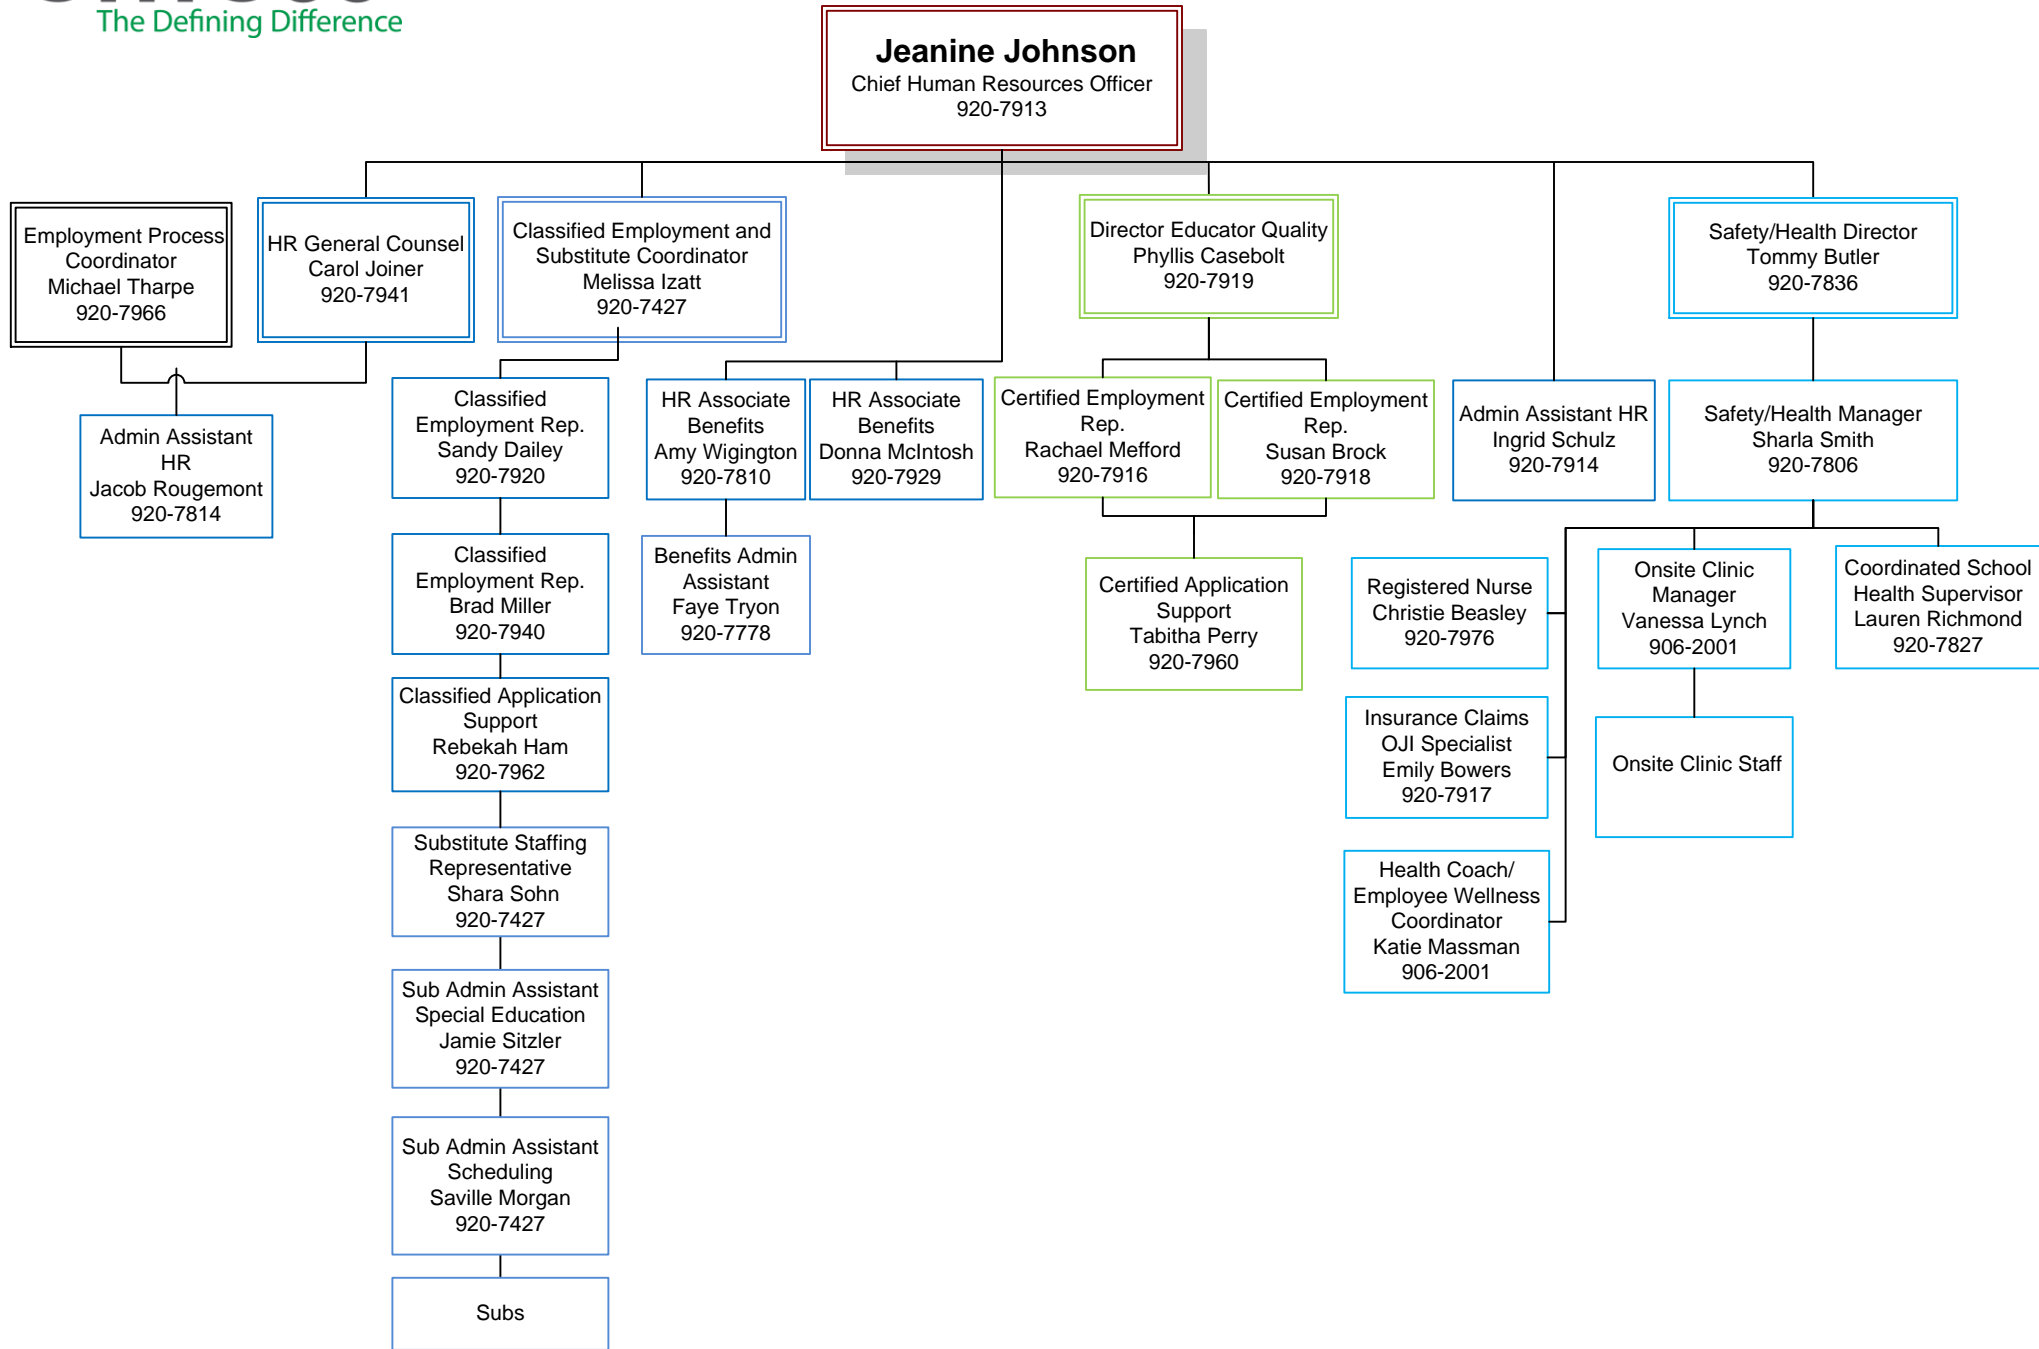 The Defining Difference
Jeanine Johnson
Chief Human Resources Officer
920-7913
Employment Process
Coordinator
Michael Tharpe
920-7966
HR General Counsel
Carol Joiner
920-7941
Classified Employment and
Substitute Coordinator
Melissa Izatt
920-7427
Director Educator Quality
Phyllis Casebolt
920-7919
Safety/Health Director
Tommy Butler
920-7836
Admin Assistant
HR
Jacob Rougemont
920-7814
Classified
Employment Rep.
Sandy Dailey
920-7920
HR Associate
Benefits
Amy Wigington
920-7810
HR Associate
Benefits
Donna McIntosh
920-7929
Certified Employment
Rep.
Rachael Mefford
920-7916
Certified Employment
Rep.
Susan Brock
920-7918
Admin Assistant HR
Ingrid Schulz
920-7914
Safety/Health Manager
Sharla Smith
920-7806
Classified
Employment Rep.
Brad Miller
920-7940
Benefits Admin
Assistant
Faye Tryon
920-7778
Certified Application
Support
Tabitha Perry
920-7960
Registered Nurse
Christie Beasley
920-7976
Onsite Clinic
Manager
Vanessa Lynch
906-2001
Coordinated School
Health Supervisor
Lauren Richmond
920-7827
Classified Application
Support
Rebekah Ham
920-7962
Insurance Claims
OJI Specialist
Emily Bowers
920-7917
Onsite Clinic Staff
Substitute Staffing
Representative
Shara Sohn
920-7427
Health Coach/
Employee Wellness
Coordinator
Katie Massman
906-2001
Sub Admin Assistant
Special Education
Jamie Sitzler
920-7427
Sub Admin Assistant
Scheduling
Saville Morgan
920-7427
Subs